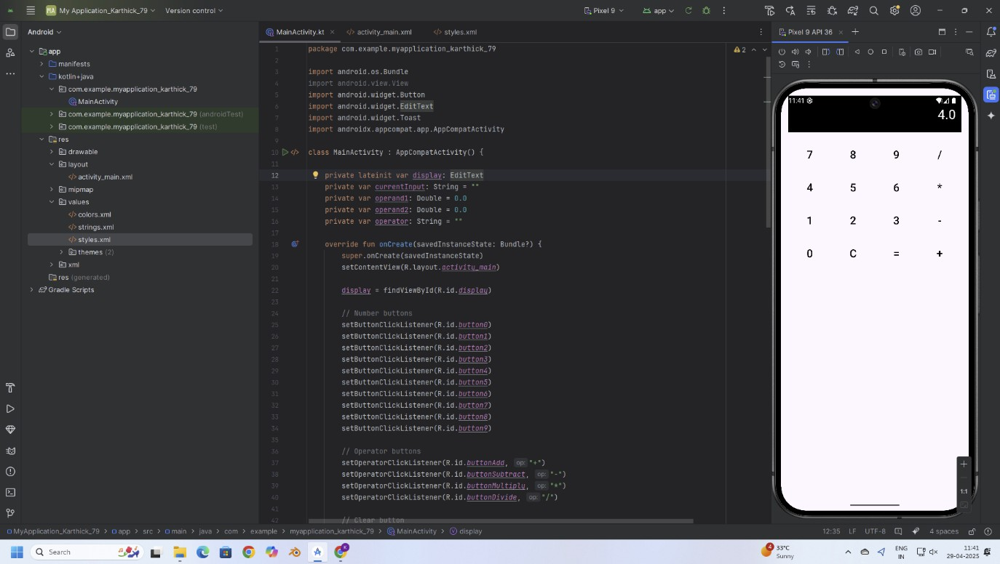 MA My Application_Karthick_79
Version control
Pixel 9
app
Android
app
manifests
kotlin+java
com.example.myapplication_karthick_79
MainActivity
com.example.myapplication_karthick_79 (androidTest)
com.example.myapplication_karthick_79 (test)
res
drawable
layout
activity_main.xml
mipmap
values
colors.xml
strings.xml
styles.xml
themes (2)
xml
res (generated)
Gradle Scripts
MainActivity.kt
activity_main.xml
styles.xml
2
1 package com.example.myapplication_karthick_79
2
3 import android.os.Bundle
4 import android.view.View
5 import android.widget.Button
6 import android.widget.EditText
7 import android.widget.Toast
8 import androidx.appcompat.app.AppCompatActivity
9
10 class MainActivity : AppCompatActivity() {
11
12 private lateinit var display: EditText
13 private var currentInput: String = ""
14 private var operand1: Double = 0.0
15 private var operand2: Double = 0.0
16 private var operator: String = ""
17
18 override fun onCreate(savedInstanceState: Bundle?) {
19 super.onCreate(savedInstanceState)
20 setContentView(R.layout.activity_main)
21
22 display = findViewById(R.id.display)
23
24 // Number buttons
25 setButtonClickListener(R.id.button0)
26 setButtonClickListener(R.id.button1)
27 setButtonClickListener(R.id.button2)
28 setButtonClickListener(R.id.button3)
29 setButtonClickListener(R.id.button4)
30 setButtonClickListener(R.id.button5)
31 setButtonClickListener(R.id.button6)
32 setButtonClickListener(R.id.button7)
33 setButtonClickListener(R.id.button8)
34 setButtonClickListener(R.id.button9)
35
36 // Operator buttons
37 setOperatorClickListener(R.id.buttonAdd, op: "+")
38 setOperatorClickListener(R.id.buttonSubtract, op: "-")
39 setOperatorClickListener(R.id.buttonMultiply, op: "*")
40 setOperatorClickListener(R.id.buttonDivide, op: "/")
41
42 // Clear button
Pixel 9 API 36
11:41
4.0
7 8 9 /
4 5 6 *
1 2 3 -
0 C = +
1:1
MyApplication_Karthick_79 > app > src > main > java > com > example > myapplication_karthick_79 > MainActivity > display
12:35 LF UTF-8 4 spaces
Search
4
33°C
Sunny
K
ENG
IN
11:41
29-04-2025